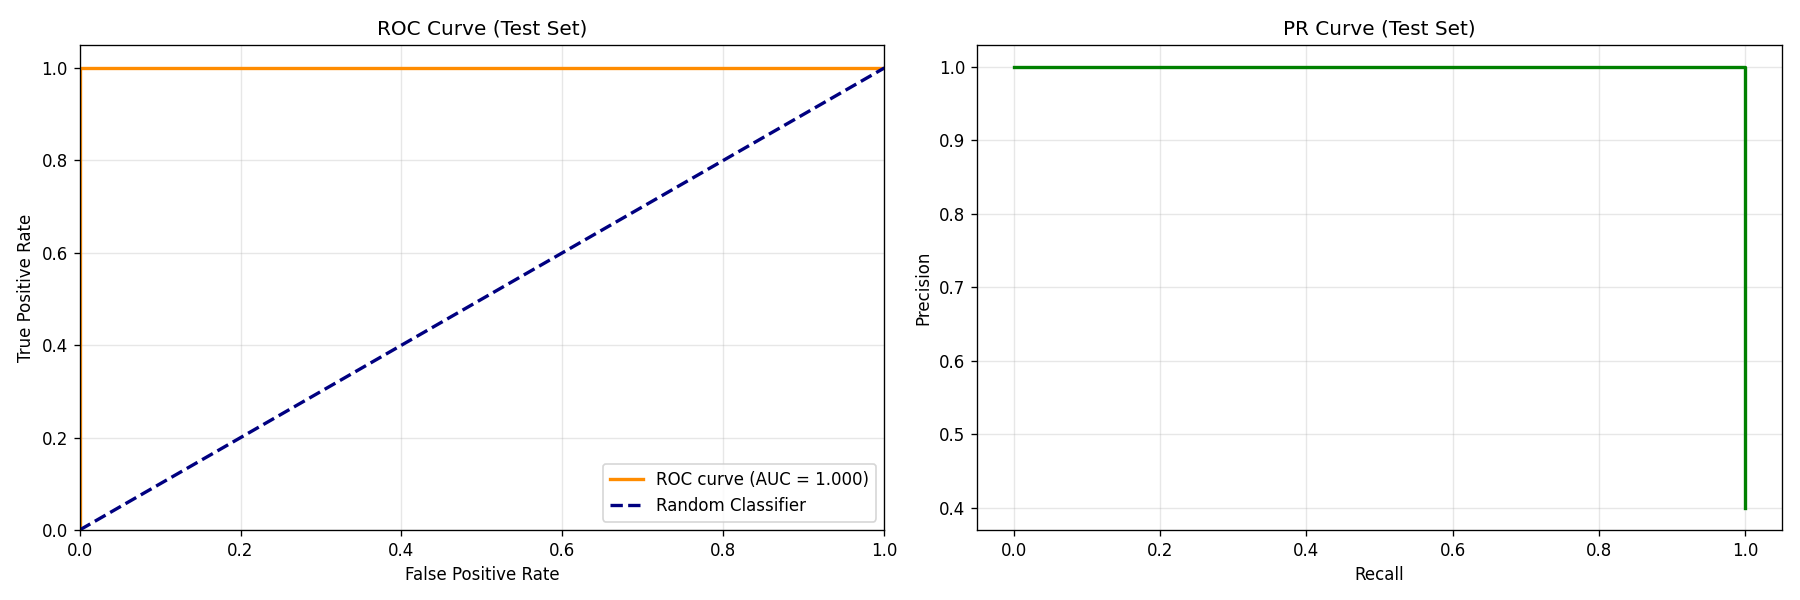 ROC Curve (Test Set)
True Positive Rate
1.0
0.8
0.6
0.4
0.2
0.0
0.0 0.2 0.4 0.6 0.8 1.0
False Positive Rate
ROC curve (AUC = 1.000)
Random Classifier
PR Curve (Test Set)
Precision
1.0
0.9
0.8
0.7
0.6
0.5
0.4
0.0 0.2 0.4 0.6 0.8 1.0
Recall